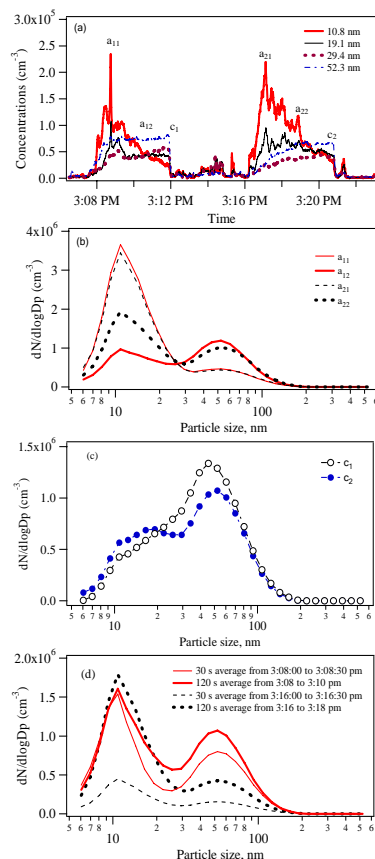 3.0x10⁵
(a)
a₁₁
a₂₁
10.8 nm
19.1 nm
29.4 nm
52.3 nm
2.5
2.0
1.5
1.0
0.5
0.0
Concentrations (cm⁻³)
a₁₂
c₁
a₂₂
c₂
3:08 PM 3:12 PM 3:16 PM 3:20 PM
Time
4x10⁶
(b)
a₁₁
a₁₂
a₂₁
a₂₂
3
2
1
0
dN/dlogDp (cm⁻³)
5 6 7 8 9 2 3 4 5 6 7 8 9 2 3 4 5
10 100
Particle size, nm
1.5x10⁶
(c)
c₁
c₂
1.0
0.5
0.0
dN/dlogDp (cm⁻³)
6 7 8 9 2 3 4 5 6 7 8 9 2 3 4 5 6
10 100
Particle size, nm
2.0x10⁶
(d)
30 s average from 3:08:00 to 3:08:30 pm
120 s average from 3:08 to 3:10 pm
30 s average from 3:16:00 to 3:16:30 pm
120 s average from 3:16 to 3:18 pm
1.5
1.0
0.5
0.0
dN/dlogDp (cm⁻³)
5 6 7 8 9 2 3 4 5 6 7 8 9 2 3 4 5 6
10 100
Particle size, nm